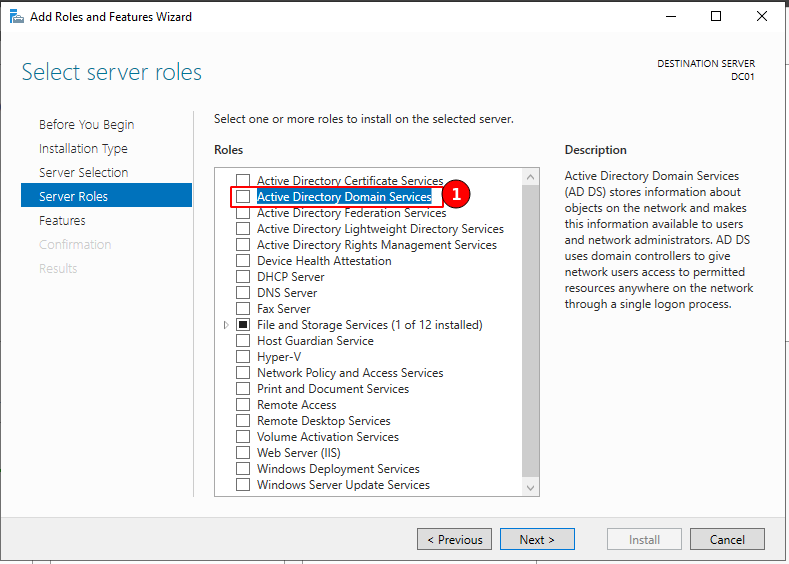 Add Roles and Features Wizard
Select server roles
DESTINATION SERVER
DC01
Before You Begin
Installation Type
Server Selection
Server Roles
Features
Confirmation
Results
Select one or more roles to install on the selected server.
Roles
Active Directory Certificate Services
Active Directory Domain Services
1
Active Directory Federation Services
Active Directory Lightweight Directory Services
Active Directory Rights Management Services
Device Health Attestation
DHCP Server
DNS Server
Fax Server
File and Storage Services (1 of 12 installed)
Host Guardian Service
Hyper-V
Network Policy and Access Services
Print and Document Services
Remote Access
Remote Desktop Services
Volume Activation Services
Web Server (IIS)
Windows Deployment Services
Windows Server Update Services
Description
Active Directory Domain Services
(AD DS) stores information about
objects on the network and makes
this information available to users
and network administrators. AD DS
uses domain controllers to give
network users access to permitted
resources anywhere on the network
through a single logon process.
< Previous
Next >
Install
Cancel